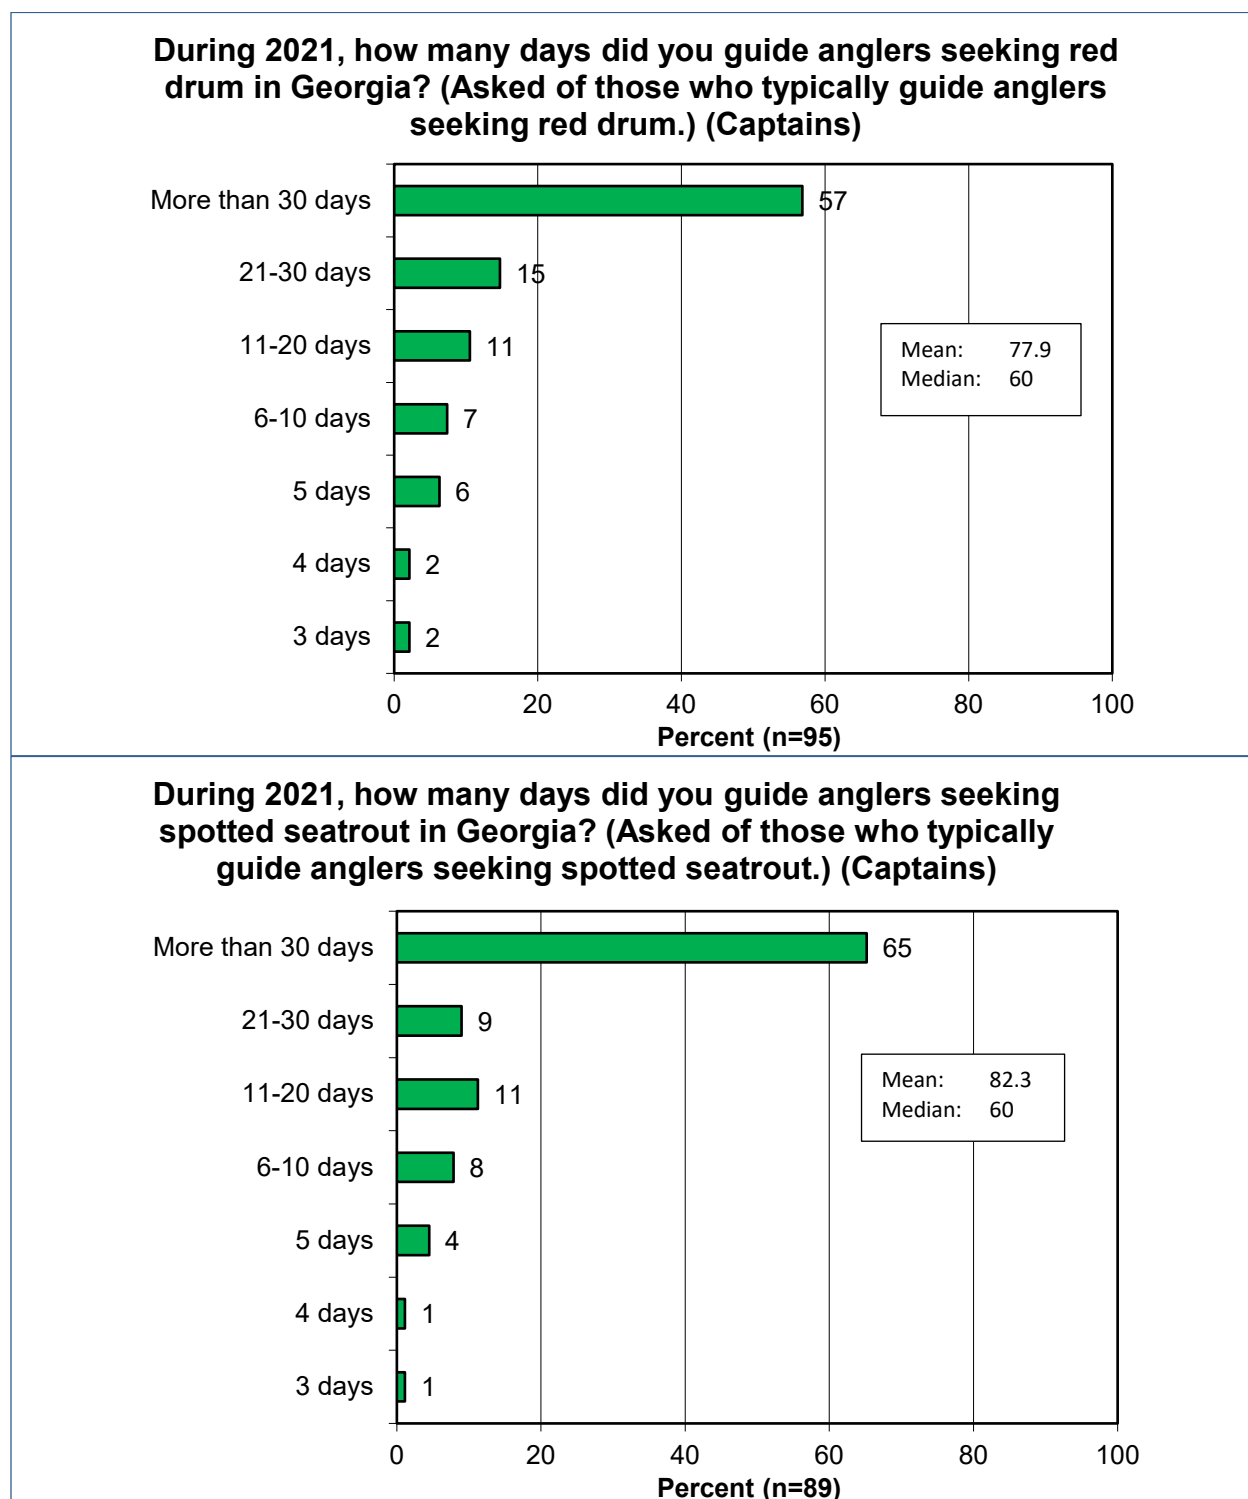 During 2021, how many days did you guide anglers seeking red
drum in Georgia? (Asked of those who typically guide anglers
seeking red drum.) (Captains)
More than 30 days 57
21-30 days 15
11-20 days 11
Mean: 77.9
Median: 60
6-10 days 7
5 days 6
4 days 2
3 days 2
0 20 40 60 80 100
Percent (n=95)
During 2021, how many days did you guide anglers seeking
spotted seatrout in Georgia? (Asked of those who typically
guide anglers seeking spotted seatrout.) (Captains)
More than 30 days 65
21-30 days 9
11-20 days 11
Mean: 82.3
Median: 60
6-10 days 8
5 days 4
4 days 1
3 days 1
0 20 40 60 80 100
Percent (n=89)